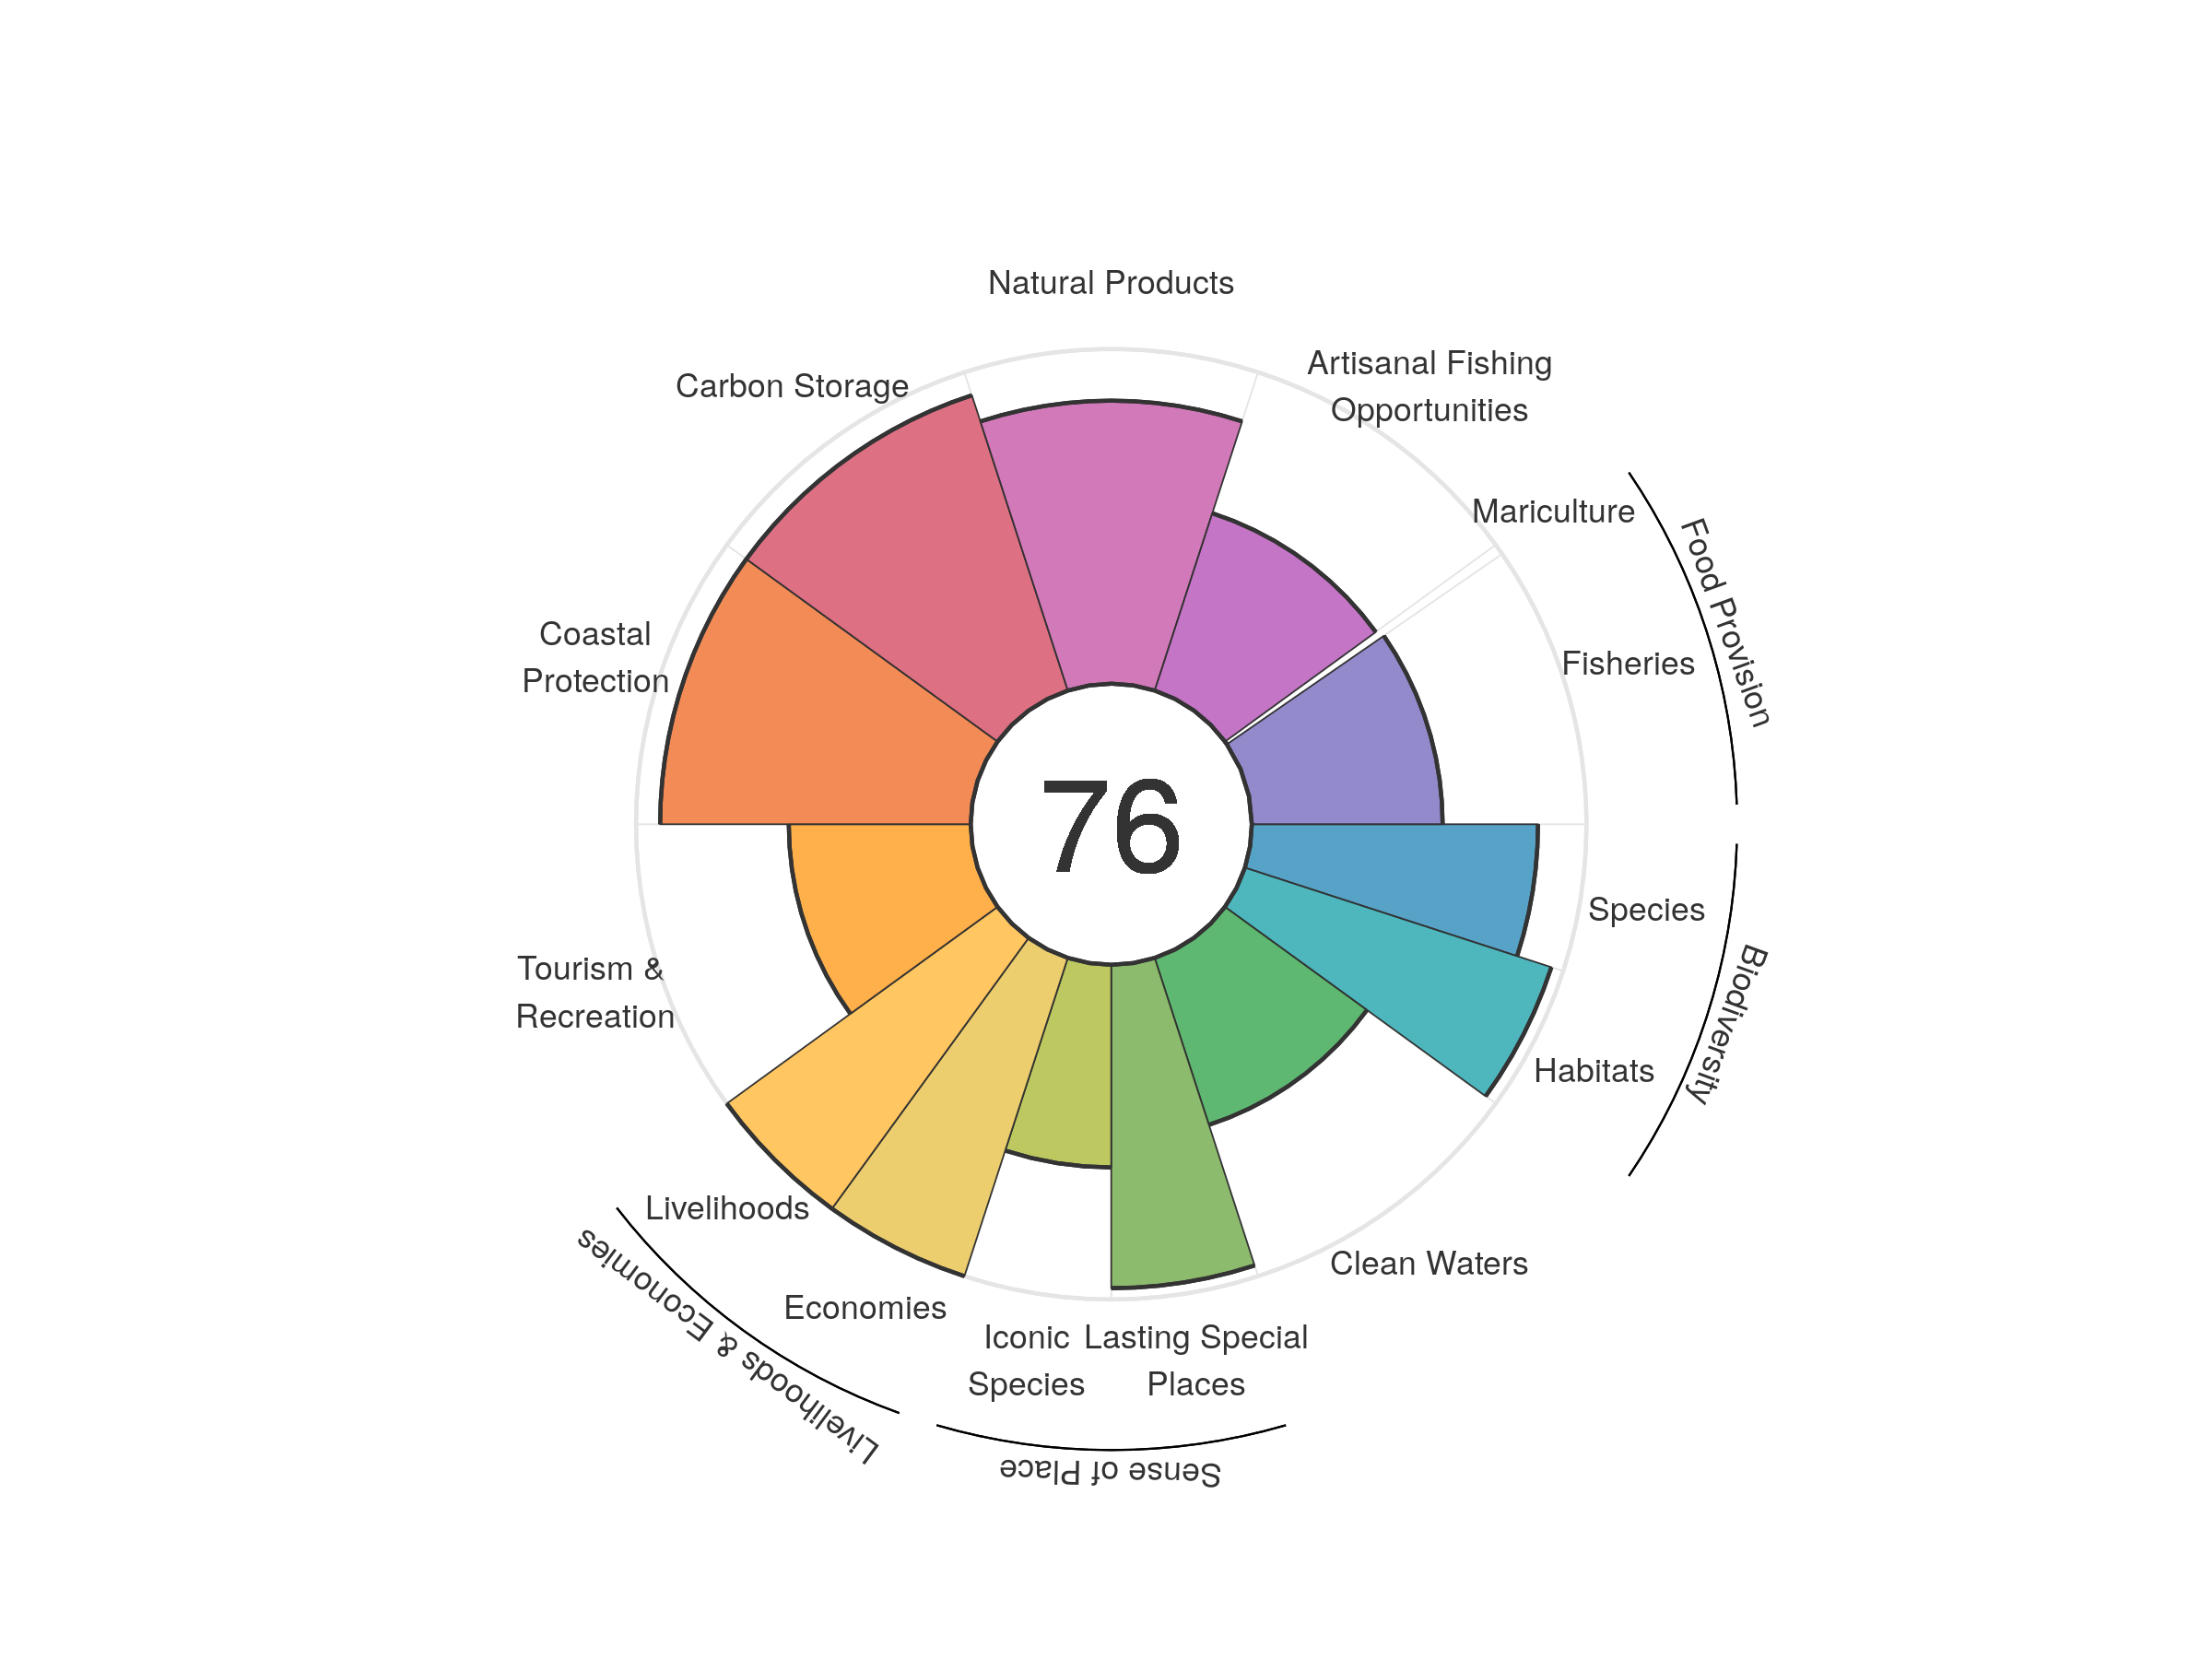 Natural Products
Artisanal Fishing
Opportunities
Carbon Storage
Mariculture
Food Provision
Fisheries
Coastal
Protection
76
Species
Biodiversity
Tourism &
Recreation
Habitats
Livelihoods
Livelihoods & Economies
Clean Waters
Economies
Iconic
Species
Lasting Special
Places
Sense of Place